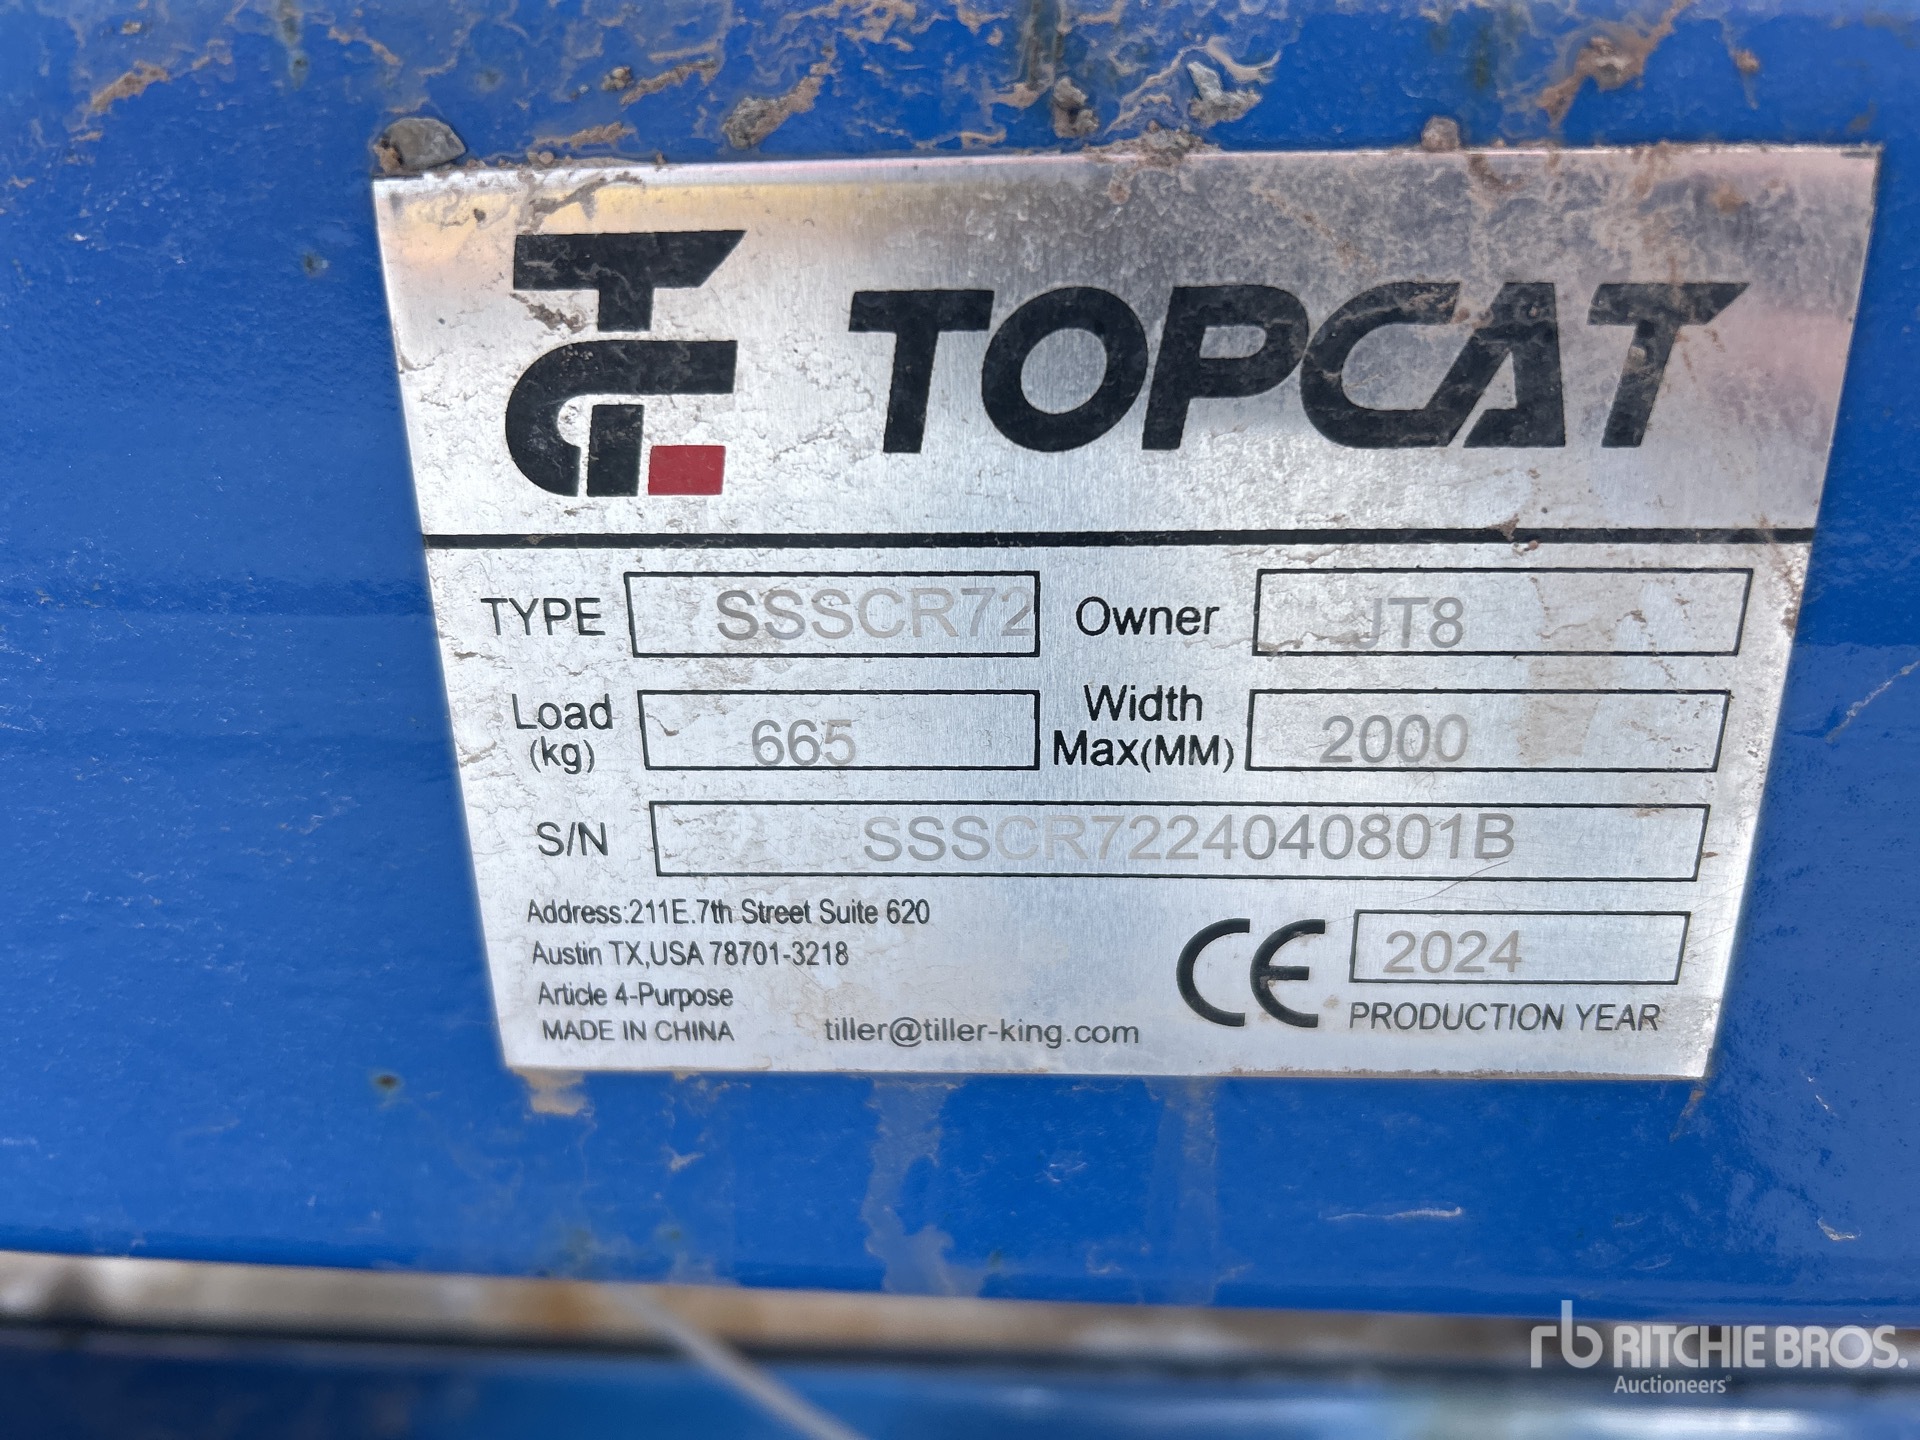 TOPCAT
TYPE SSSCR72 Owner JT8
Load (kg) 665 Width Max(MM) 2000
S/N SSSCR7224040801B
Address:211E.7th Street Suite 620
Austin TX,USA 78701-3218
Article 4-Purpose
MADE IN CHINA tiller@tiller-king.com
CE 2024
PRODUCTION YEAR
rb RITCHIE BROS.
Auctioneers